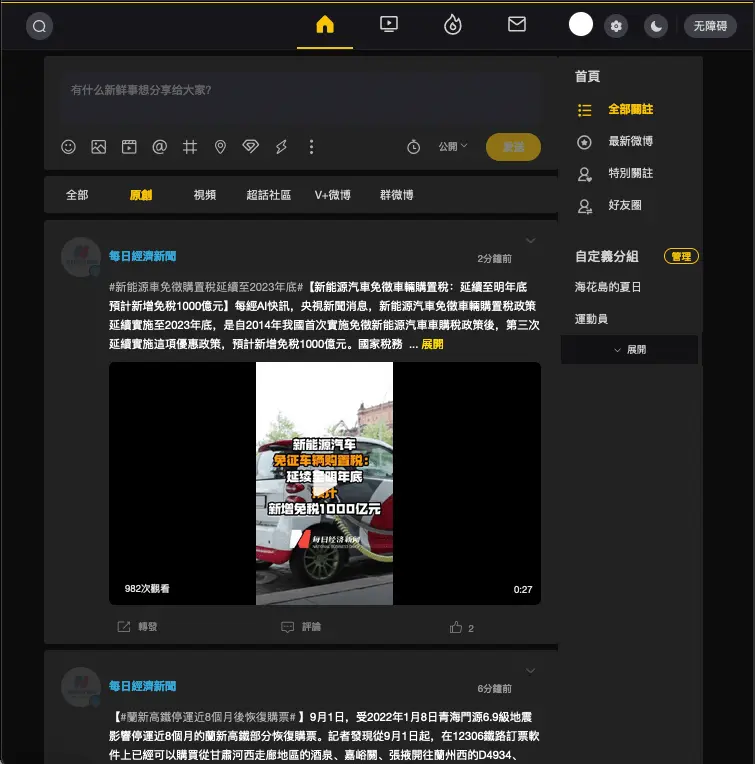 无障碍
有什么新鲜事想分享给大家?
公開
全部
原創
視頻
超話社區
V+微博
群微博
首頁
全部關註
最新微博
特別關註
好友圈
自定義分組
管理
海花島的夏日
運動員
展開
每日經濟新聞
2分鐘前
#新能源車免徵購置稅延續至2023年底#【新能源汽車免徵車輛購置稅：延續至明年底
預計新增免稅1000億元】每經AI快訊，央視新聞消息，新能源汽車免徵車輛購置稅政策
延續實施至2023年底，是自2014年我國首次實施免徵新能源汽車車購稅政策後，第三次
延續實施這項優惠政策，預計新增免稅1000億元。國家稅務 ... 展開
新能源汽车
免征车辆购置税：
延续至明年底
预计
新增免税1000亿元
每日经济新闻
982次觀看
0:27
轉發
評論
2
每日經濟新聞
6分鐘前
【#蘭新高鐵停運近8個月後恢復購票#】9月1日，受2022年1月8日青海門源6.9級地震
影響停運近8個月的蘭新高鐵部分恢復購票。記者發現從9月1日起，在12306鐵路訂票軟
件上已經可以購買從甘肅河西走廊地區的酒泉、嘉峪關、張掖開往蘭州西的D4934、